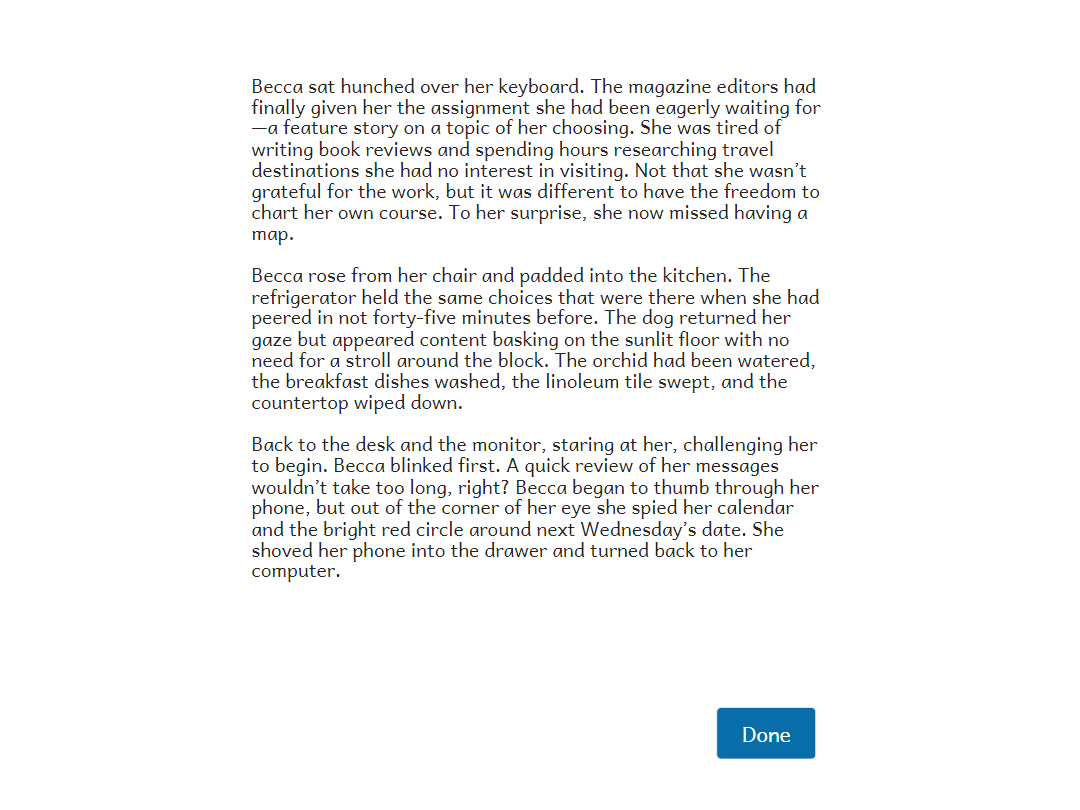 Becca sat hunched over her keyboard. The magazine editors had
finally given her the assignment she had been eagerly waiting for
—a feature story on a topic of her choosing. She was tired of
writing book reviews and spending hours researching travel
destinations she had no interest in visiting. Not that she wasn’t
grateful for the work, but it was different to have the freedom to
chart her own course. To her surprise, she now missed having a
map.
Becca rose from her chair and padded into the kitchen. The
refrigerator held the same choices that were there when she had
peered in not forty-five minutes before. The dog returned her
gaze but appeared content basking on the sunlit floor with no
need for a stroll around the block. The orchid had been watered,
the breakfast dishes washed, the linoleum tile swept, and the
countertop wiped down.
Back to the desk and the monitor, staring at her, challenging her
to begin. Becca blinked first. A quick review of her messages
wouldn’t take too long, right? Becca began to thumb through her
phone, but out of the corner of her eye she spied her calendar
and the bright red circle around next Wednesday’s date. She
shoved her phone into the drawer and turned back to her
computer.
Done